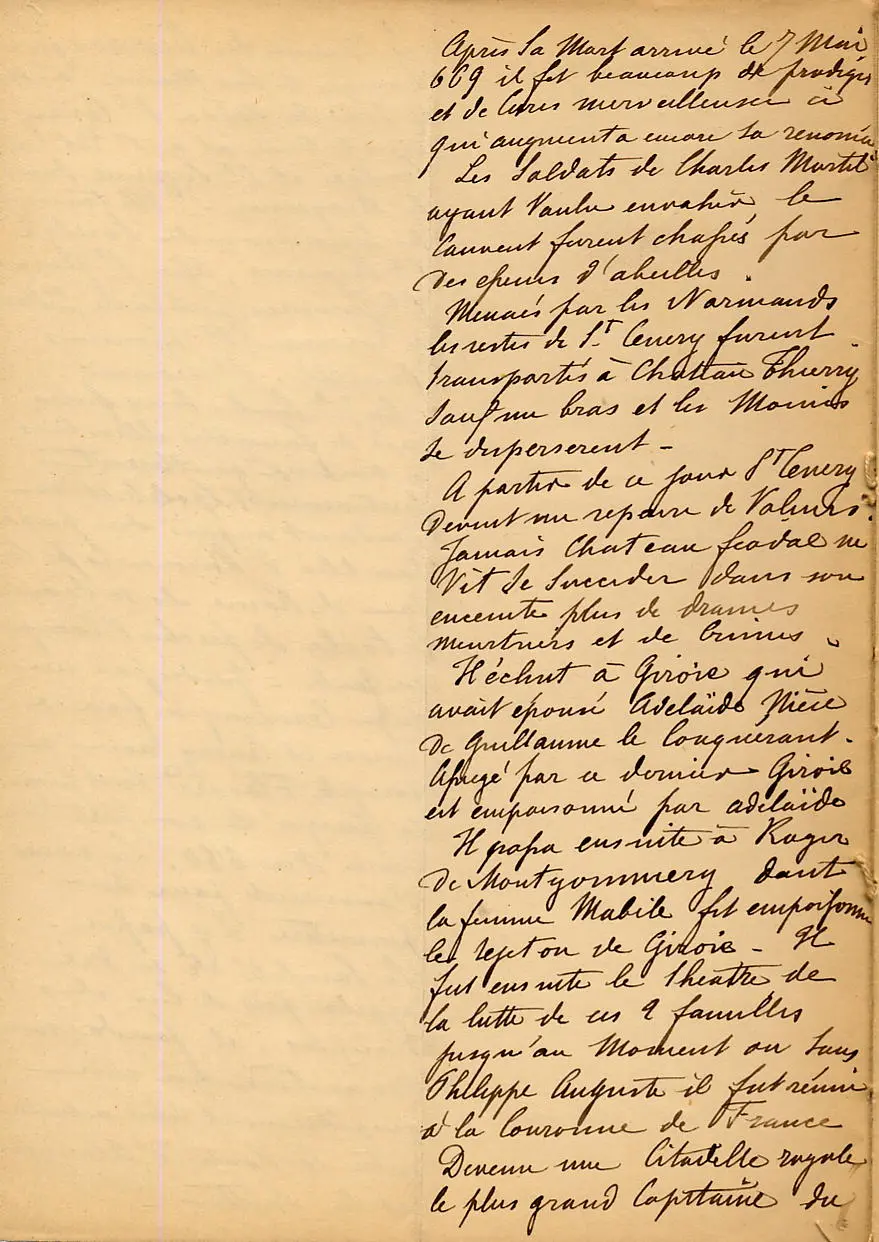 Après Sa Mort arrivé le 7 Mai
669 il fit beaucoup de prodiges
et de Cures merveilleuses ce
qui augmenta encore Sa renomée
Les Soldats de Charles Martel
ayant Voulu envahir le
Couvent furent chassés par
des essaims d'abeilles.
Menacés par les Normands
les restes de St Cenery furent
transportés à Chateau Thierry
Sauf un bras et les Moines
se disperserent -
A partir de ce jour St Cenery
Devint un repaire de Voleurs.
Jamais Chateau feodal ne
Vit Se Succeder dans son
enceinte plus de drames
meurtriers et de Crimes.
Il échut à Girois qui
avait épousé Adelaïde Nièce
De Guillaume le Conquérant.
Assiegé par ce dernier Girois
est empoisonné par adelaïde
Il passa ensuite à Roger
De Montgommery dont
la femme Mabile fit empoisonner
le rejeton de Girois - Il
fut ensuite le theatre de
la lutte de ces 2 familles
jusqu'au Moment ou Sous
Philippe Auguste il fut réuni
à la Couronne de France
Devenu une Citadelle royale
le plus grand Capitaine du